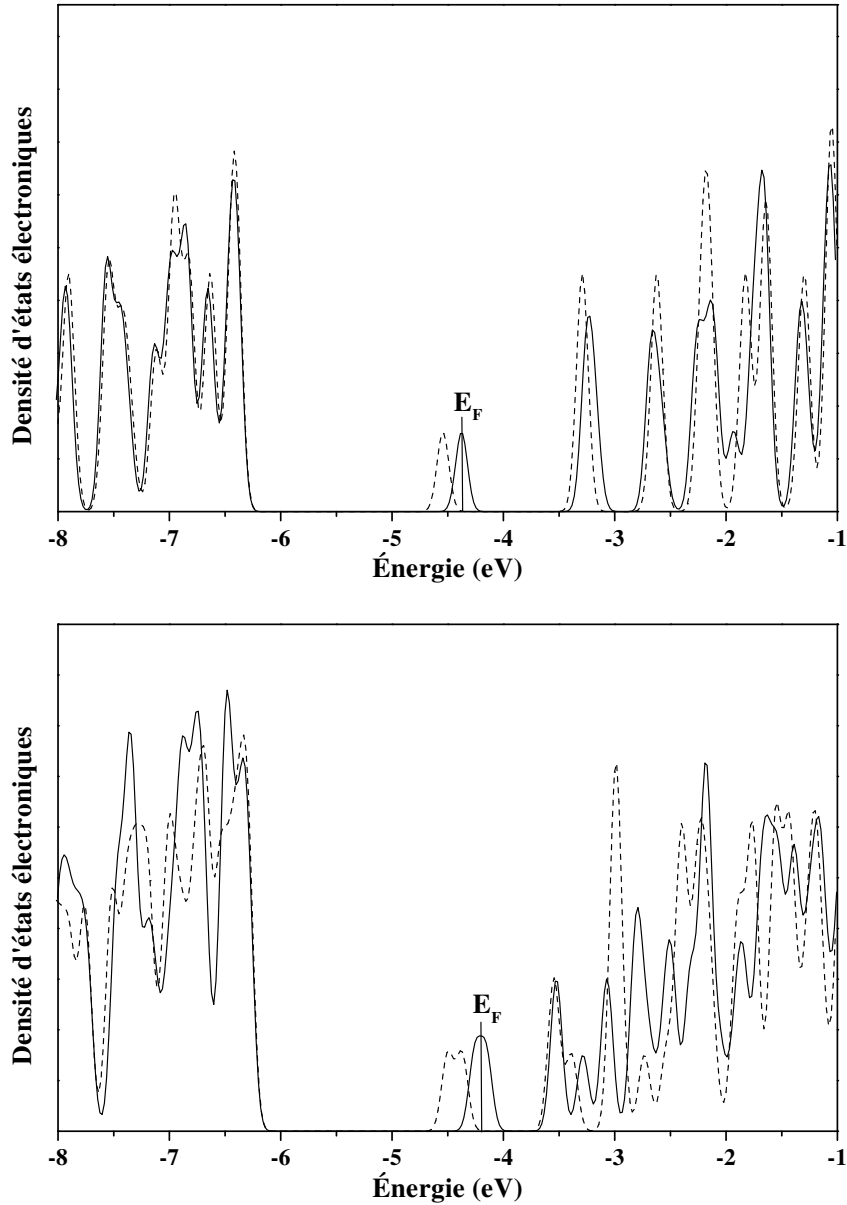 Densité d'états électroniques
E_F
-8 -7 -6 -5 -4 -3 -2 -1
Énergie (eV)
Densité d'états électroniques
E_F
-8 -7 -6 -5 -4 -3 -2 -1
Énergie (eV)